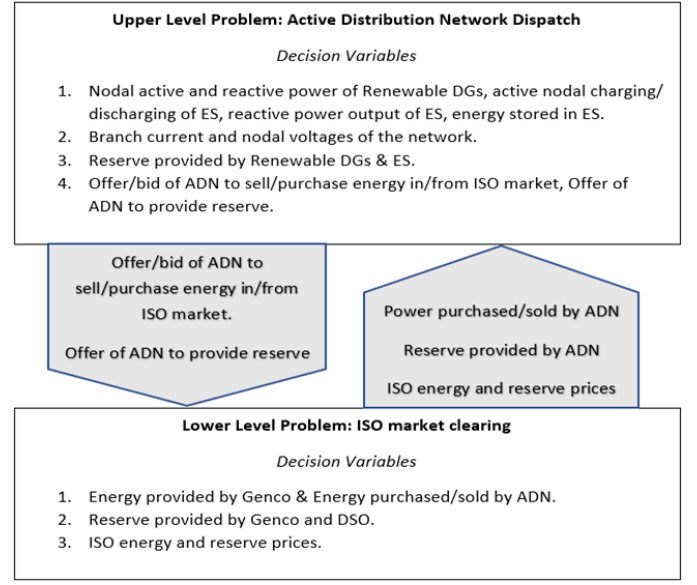 Upper Level Problem: Active Distribution Network Dispatch
Decision Variables
1. Nodal active and reactive power of Renewable DGs, active nodal charging/
discharging of ES, reactive power output of ES, energy stored in ES.
2. Branch current and nodal voltages of the network.
3. Reserve provided by Renewable DGs & ES.
4. Offer/bid of ADN to sell/purchase energy in/from ISO market, Offer of
ADN to provide reserve.
Offer/bid of ADN to
sell/purchase energy in/from
ISO market.
Offer of ADN to provide reserve
Power purchased/sold by ADN
Reserve provided by ADN
ISO energy and reserve prices
Lower Level Problem: ISO market clearing
Decision Variables
1. Energy provided by Genco & Energy purchased/sold by ADN.
2. Reserve provided by Genco and DSO.
3. ISO energy and reserve prices.